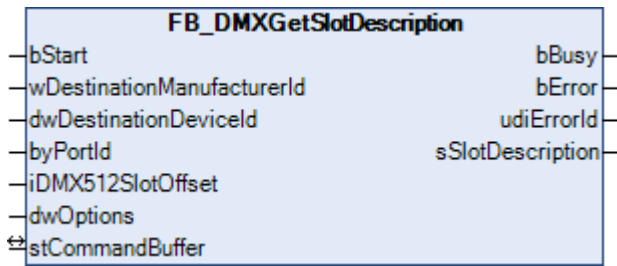 FB_DMXGetSlotDescription
bStart bBusy
wDestinationManufacturerId bError
dwDestinationDeviceId udiErrorId
byPortId sSlotDescription
iDMX512SlotOffset
dwOptions
stCommandBuffer